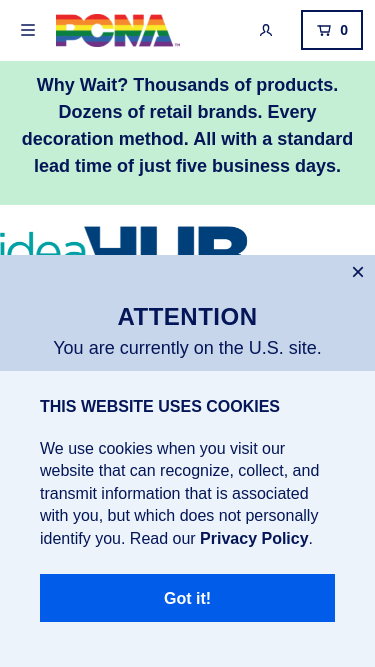 PCNA™
0
Why Wait? Thousands of products.
Dozens of retail brands. Every
decoration method. All with a standard
lead time of just five business days.
ideaHUB
ATTENTION
You are currently on the U.S. site.
THIS WEBSITE USES COOKIES
We use cookies when you visit our
website that can recognize, collect, and
transmit information that is associated
with you, but which does not personally
identify you. Read our Privacy Policy.
Got it!